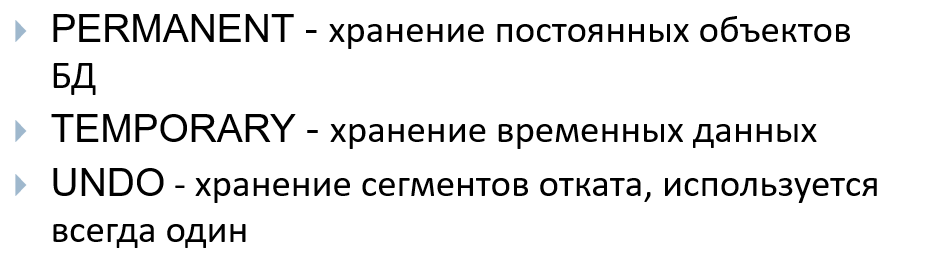 PERMANENT - хранение постоянных объектов
БД
TEMPORARY - хранение временных данных
UNDO - хранение сегментов отката, используется
всегда один